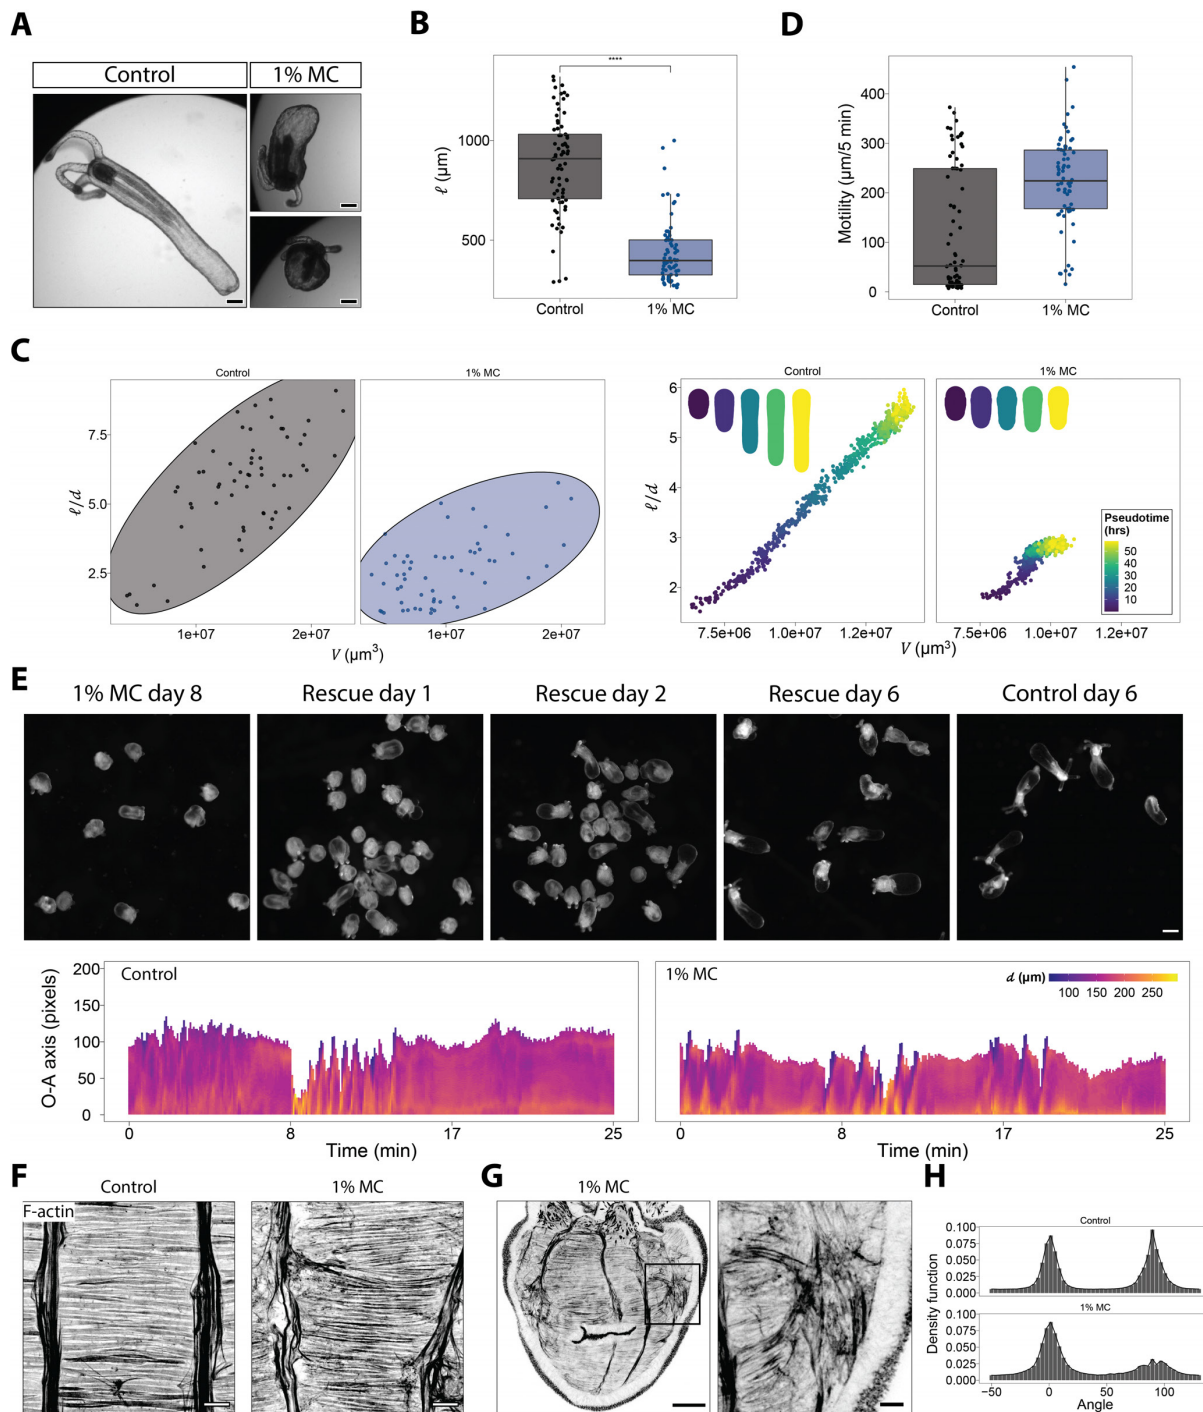 A
Control
1% MC
B
****
ℓ (µm)
1000
500
Control
1% MC
D
Motility (µm/5 min)
400
300
200
100
0
Control
1% MC
C
Control
1% MC
ℓ/d
7.5
5.0
2.5
1e+07
2e+07
1e+07
2e+07
V (µm³)
Control
1% MC
ℓ/d
6
5
4
3
2
Pseudotime
(hrs)
50
40
30
20
10
7.5e+06
1.0e+07
1.2e+07
7.5e+06
1.0e+07
1.2e+07
V (µm³)
E
1% MC day 8
Rescue day 1
Rescue day 2
Rescue day 6
Control day 6
O-A axis (pixels)
200
150
100
50
0
Control
0
8
17
25
Time (min)
1% MC
d (µm)
100
150
200
250
0
8
17
25
Time (min)
F
Control
1% MC
F-actin
G
1% MC
H
Density function
Control
0.100
0.075
0.050
0.025
0.000
1% MC
0.100
0.075
0.050
0.025
0.000
−50
0
50
100
Angle